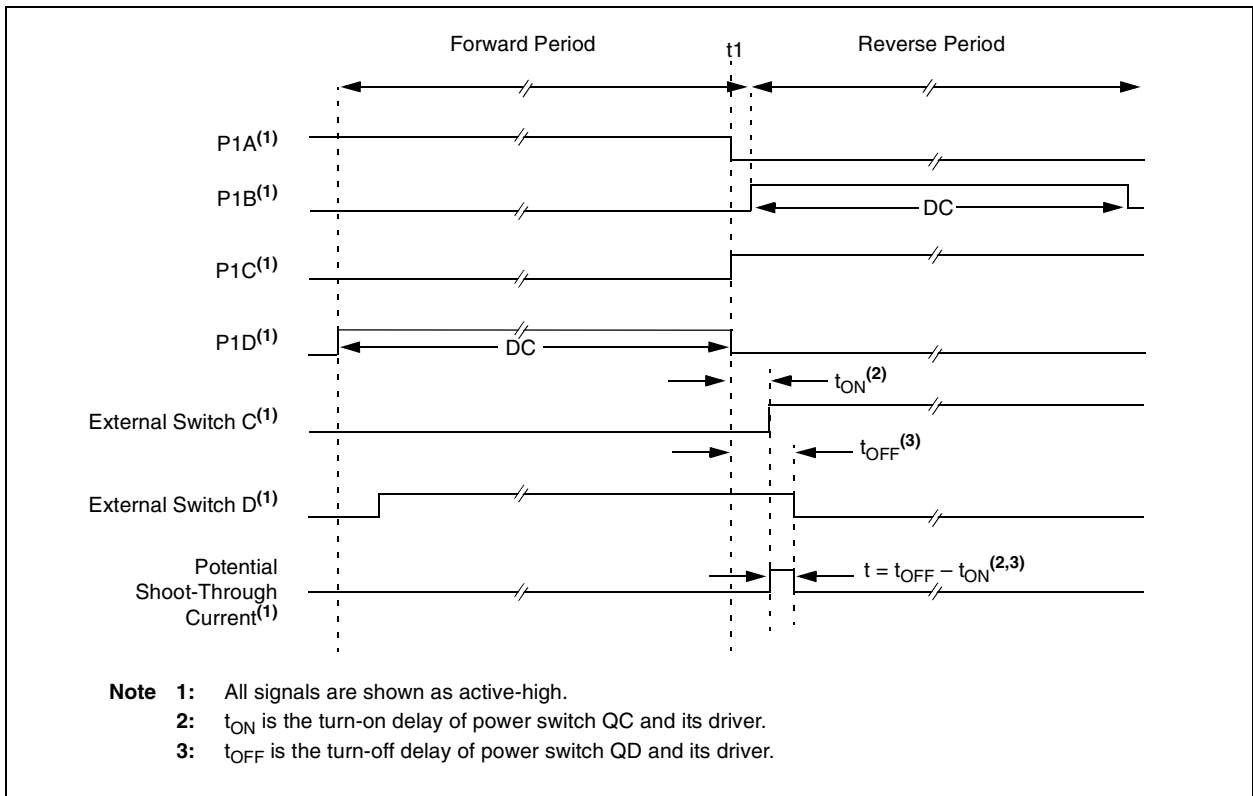 Forward Period
t1
Reverse Period
P1A(1)
P1B(1)
DC
P1C(1)
P1D(1)
DC
tON(2)
External Switch C(1)
tOFF(3)
External Switch D(1)
Potential
Shoot-Through
Current(1)
t = tOFF – tON(2,3)
Note 1: All signals are shown as active-high.
2: tON is the turn-on delay of power switch QC and its driver.
3: tOFF is the turn-off delay of power switch QD and its driver.